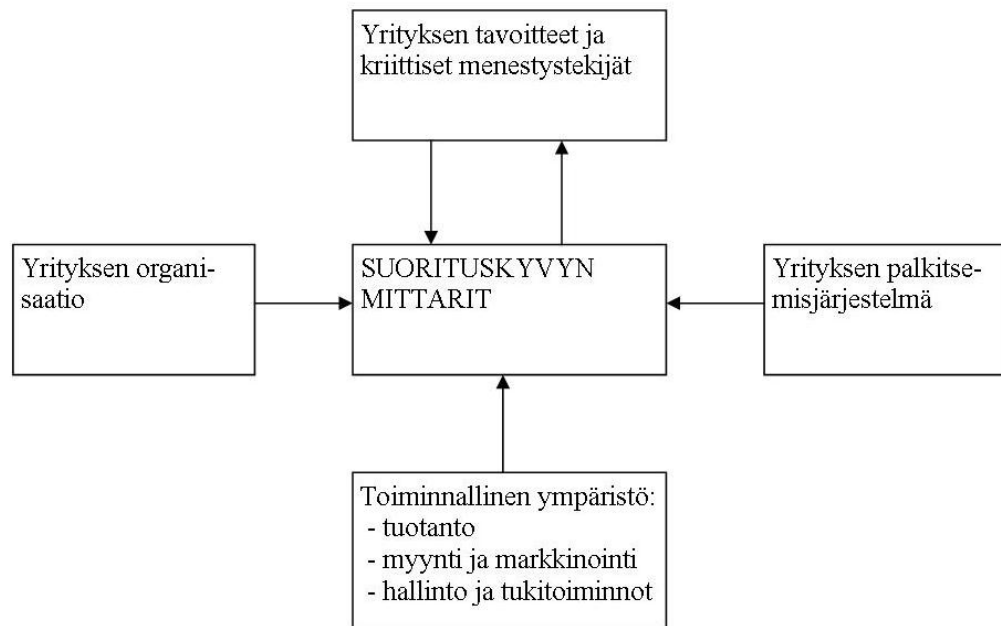 Yrityksen tavoitteet ja
kriittiset menestystekijät
Yrityksen organi-
saatio
SUORITUSKYVYN
MITTARIT
Yrityksen palkitse-
misjärjestelmä
Toiminnallinen ympäristö:
- tuotanto
- myynti ja markkinointi
- hallinto ja tukitoiminnot